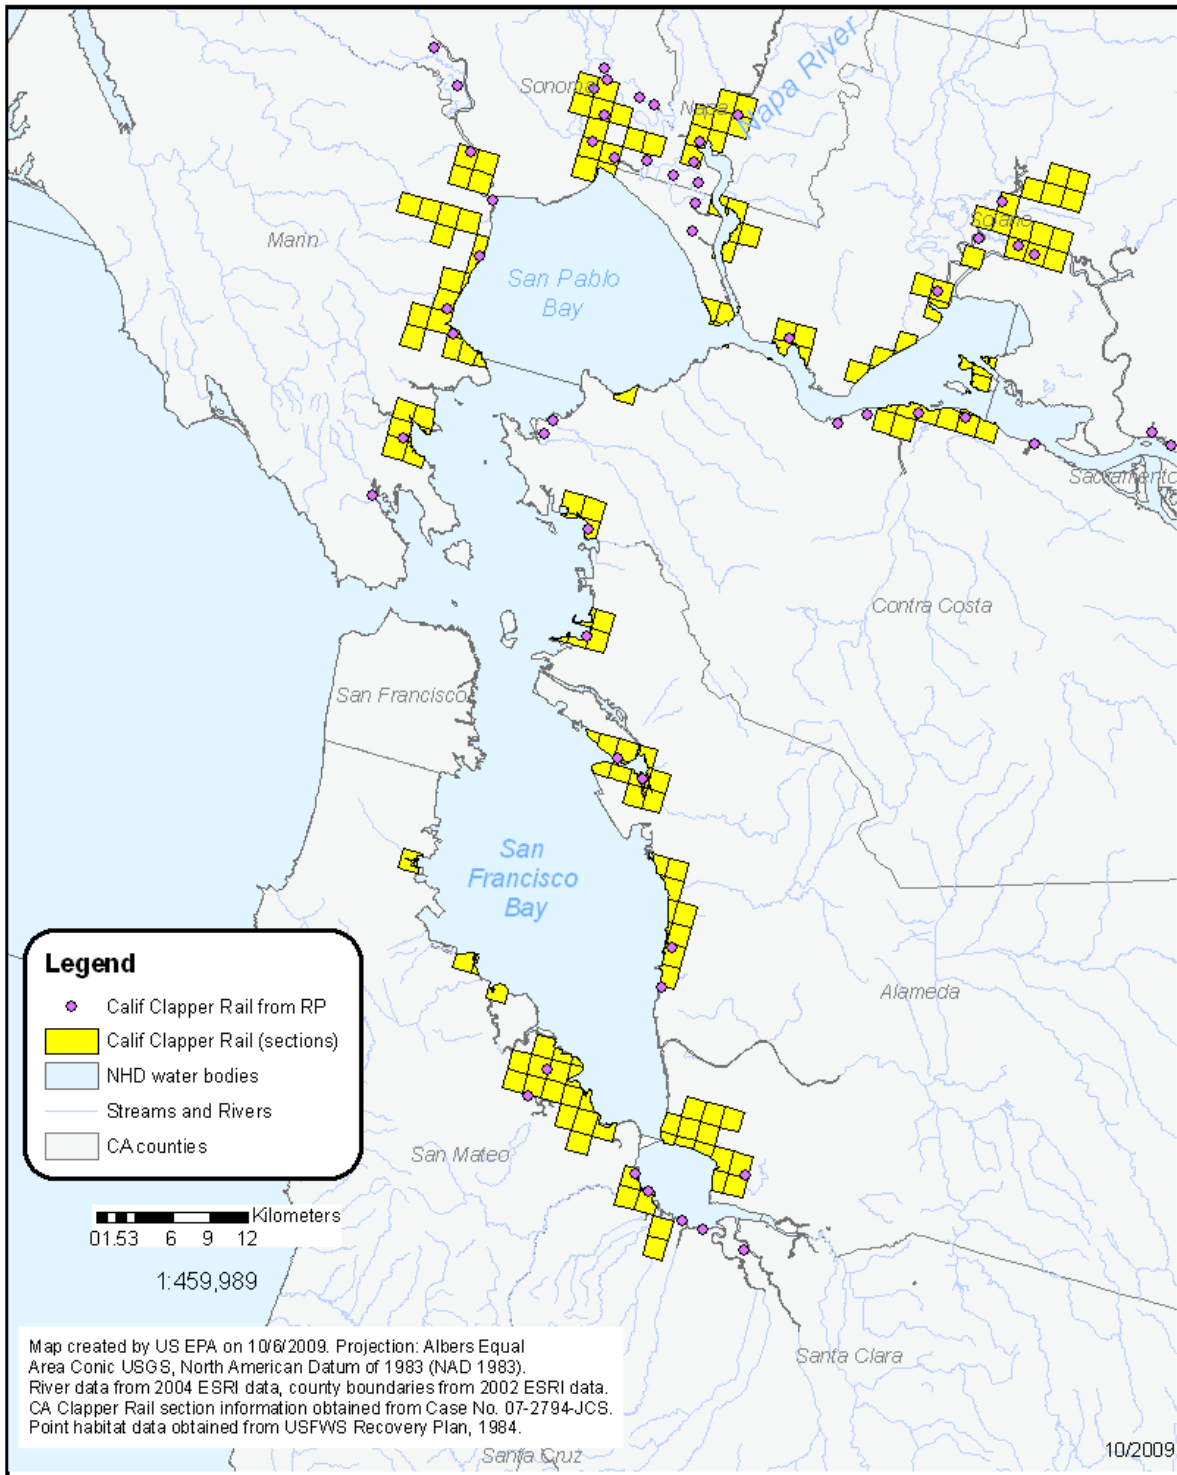 Sonoma
Napa
Napa River
Solano
Marin
San Pablo
Bay
Sacramento
Contra Costa
San Francisco
San
Francisco
Bay
Alameda
San Mateo
Santa Clara
Santa Cruz
Legend
Calif Clapper Rail from RP
Calif Clapper Rail (sections)
NHD water bodies
Streams and Rivers
CA counties
Kilometers
01.53 6 9 12
1:459,989
Map created by US EPA on 10/6/2009. Projection: Albers Equal
Area Conic USGS, North American Datum of 1983 (NAD 1983).
River data from 2004 ESRI data, county boundaries from 2002 ESRI data.
CA Clapper Rail section information obtained from Case No. 07-2794-JCS.
Point habitat data obtained from USFWS Recovery Plan, 1984.
10/2009